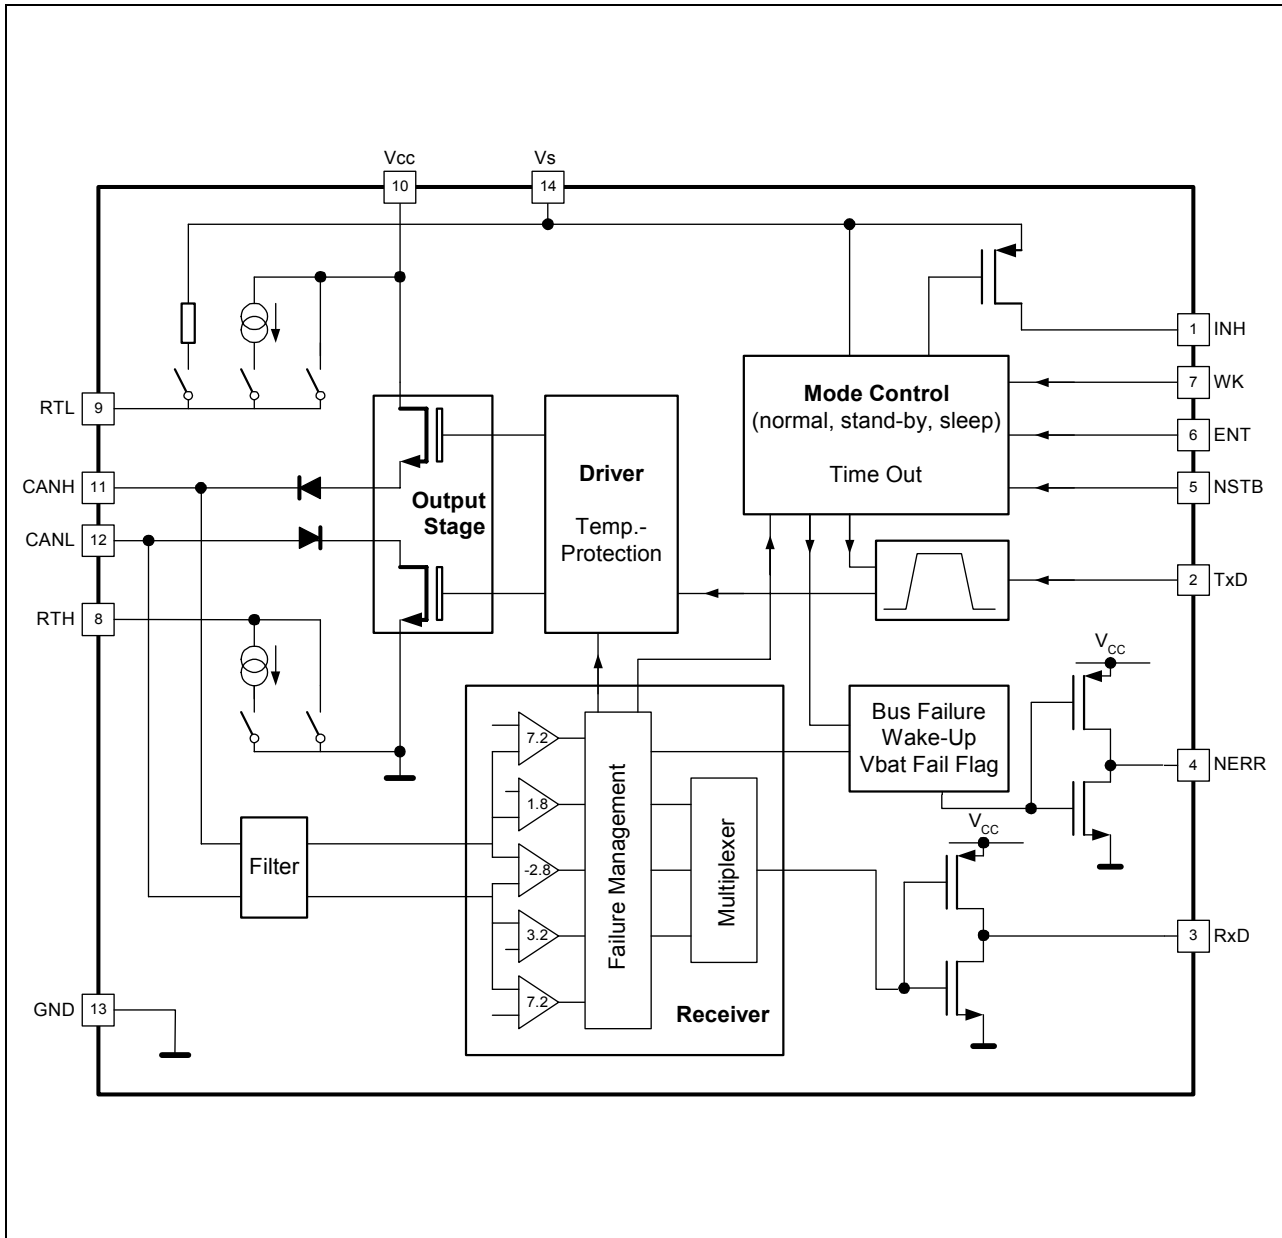 Vcc
Vs
10
14
1 INH
Mode Control
(normal, stand-by, sleep)
Time Out
7 WK
RTL 9
6 ENT
Driver
Temp.-
Protection
CANH 11
Output
Stage
5 NSTB
CANL 12
2 TxD
RTH 8
VCC
Bus Failure
Wake-Up
Vbat Fail Flag
4 NERR
7.2
1.8
-2.8
3.2
7.2
Failure Management
Multiplexer
Receiver
VCC
Filter
3 RxD
GND 13